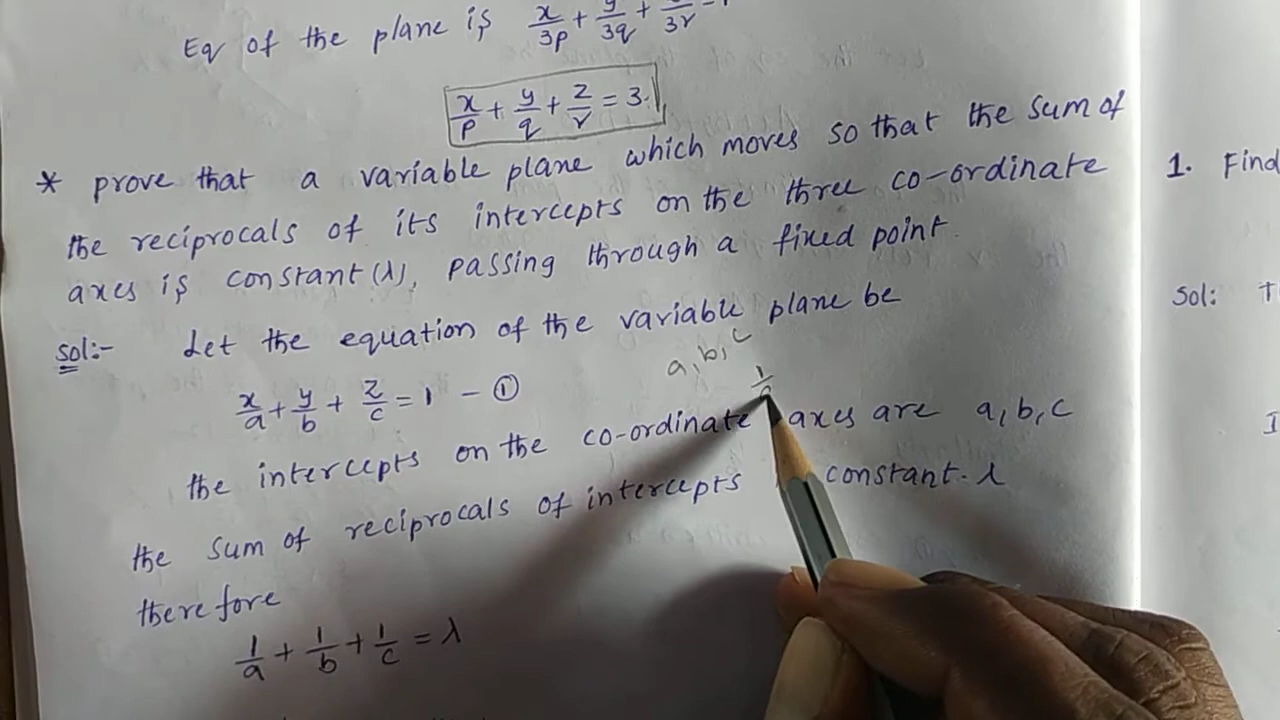 Eq of the plane is x/3p + y/3q + /3r
x/p + y/q + z/r = 3.
* prove that a variable plane which moves so that the sum of
the reciprocals of its intercepts on the three co-ordinate
axes is constant (λ), passing through a fixed point.
sol:- Let the equation of the variable plane be
a, b, c
x/a + y/b + z/c = 1 - ①
1/
the intercepts on the co-ordinate axes are a, b, c
the sum of reciprocals of intercepts constant. λ
therefore
1/a + 1/b + 1/c = λ
1. Find
Sol: